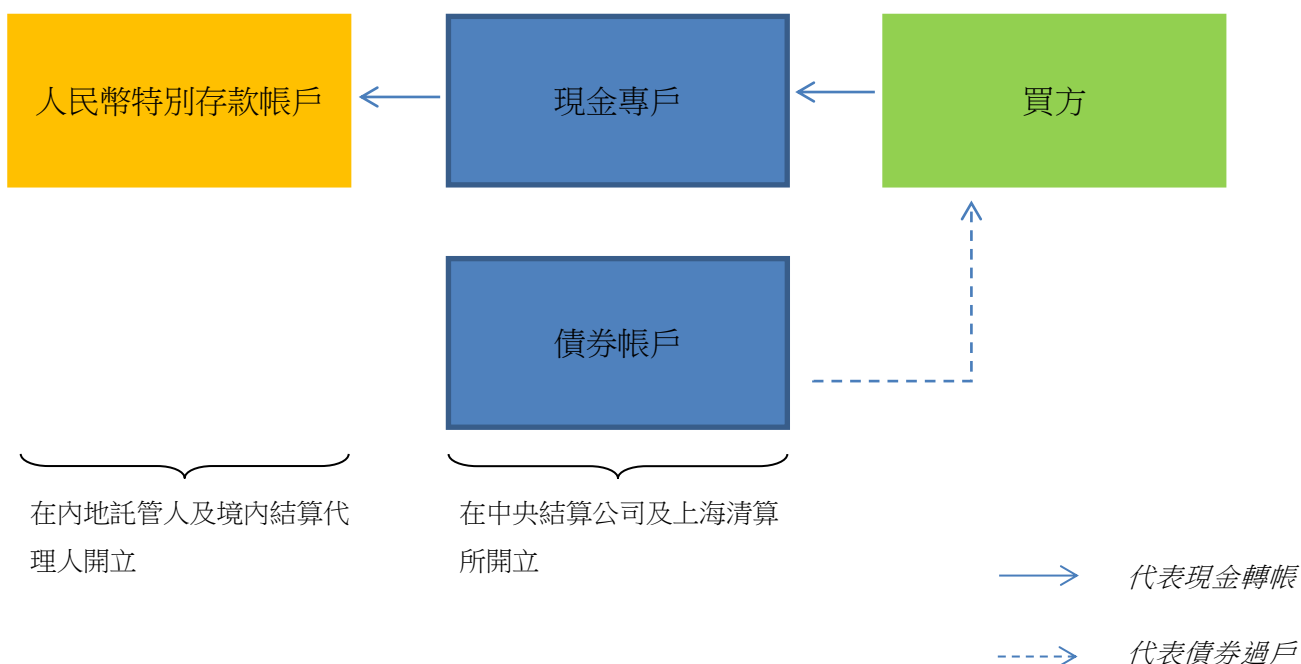 人民幣特別存款帳戶
現金專戶
買方
債券帳戶
在內地託管人及境內結算代
理人開立
在中央結算公司及上海清算
所開立
代表現金轉帳
代表債券過戶